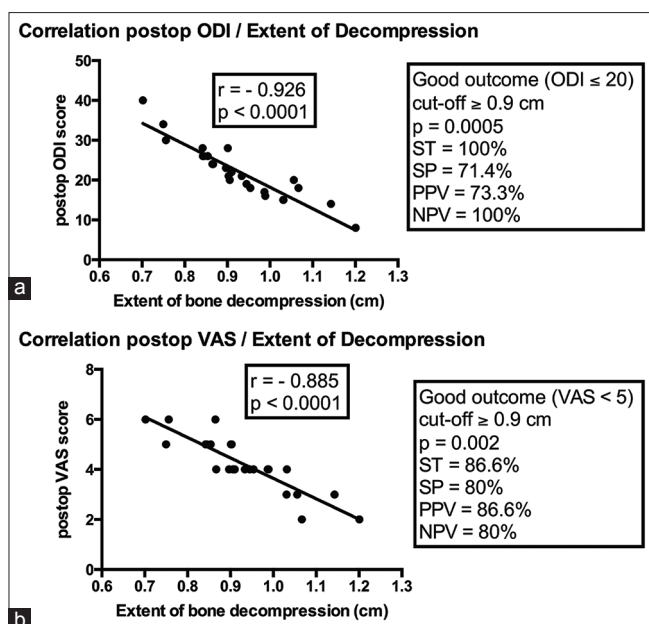 Correlation postop ODI / Extent of Decompression
50
40
30
20
10
0
postop ODI score
r = - 0.926
p < 0.0001
0.6 0.7 0.8 0.9 1.0 1.1 1.2 1.3
Extent of bone decompression (cm)
Good outcome (ODI ≤ 20)
cut-off ≥ 0.9 cm
p = 0.0005
ST = 100%
SP = 71.4%
PPV = 73.3%
NPV = 100%
a
Correlation postop VAS / Extent of Decompression
8
6
4
2
0
postop VAS score
r = - 0.885
p < 0.0001
0.6 0.7 0.8 0.9 1.0 1.1 1.2 1.3
Extent of bone decompression (cm)
Good outcome (VAS < 5)
cut-off ≥ 0.9 cm
p = 0.002
ST = 86.6%
SP = 80%
PPV = 86.6%
NPV = 80%
b